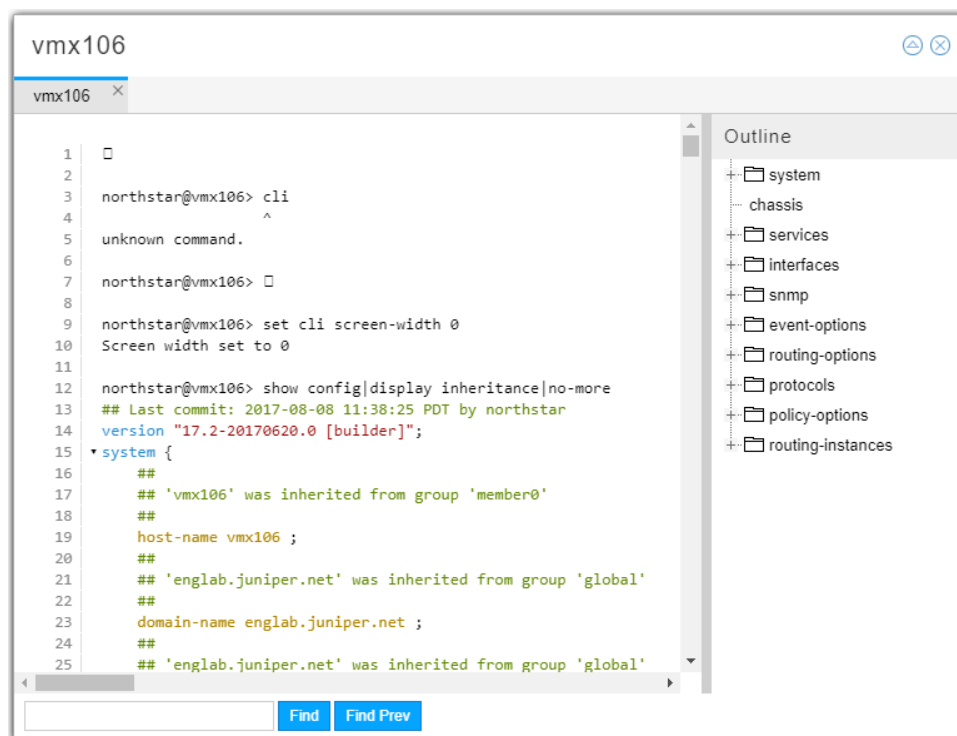 vmx106
vmx106
1 □
2
3 northstar@vmx106> cli
4 ^
5 unknown command.
6
7 northstar@vmx106> □
8
9 northstar@vmx106> set cli screen-width 0
10 Screen width set to 0
11
12 northstar@vmx106> show config|display inheritance|no-more
13 ## Last commit: 2017-08-08 11:38:25 PDT by northstar
14 version "17.2-20170620.0 [builder]";
15 system {
16 ##
17 ## 'vmx106' was inherited from group 'member0'
18 ##
19 host-name vmx106 ;
20 ##
21 ## 'englab.juniper.net' was inherited from group 'global'
22 ##
23 domain-name englab.juniper.net ;
24 ##
25 ## 'englab.juniper.net' was inherited from group 'global'
Find Find Prev
Outline
system
chassis
services
interfaces
snmp
event-options
routing-options
protocols
policy-options
routing-instances